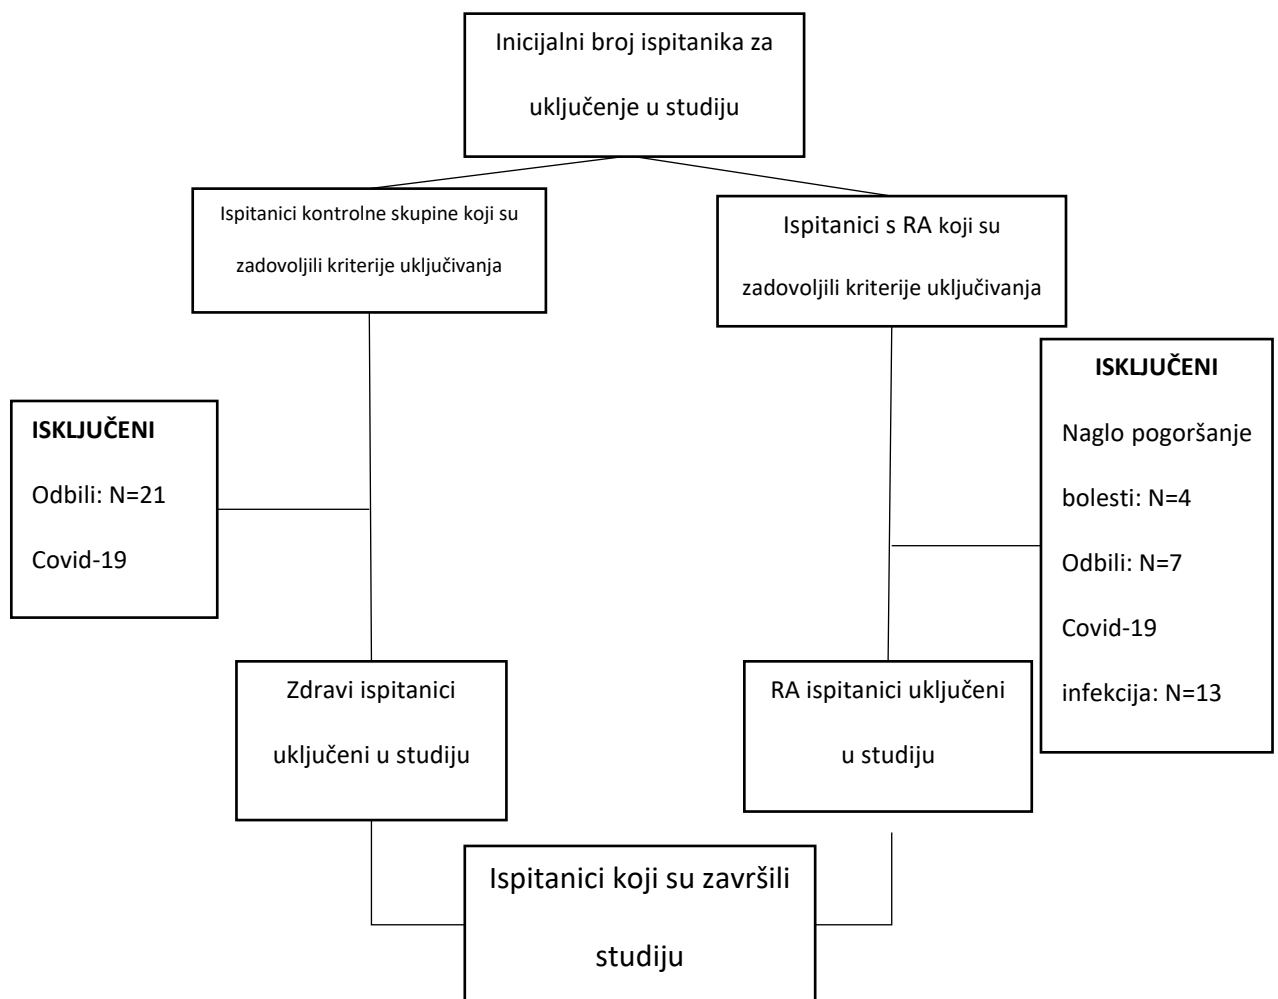 Inicijalni broj ispitanika za
uključenje u studiju
Ispitanici kontrolne skupine koji su
zadovoljili kriterije uključivanja
Ispitanici s RA koji su
zadovoljili kriterije uključivanja
ISKLJUČENI
Odbili: N=21
Covid-19
ISKLJUČENI
Naglo pogoršanje
bolesti: N=4
Odbili: N=7
Covid-19
infekcija: N=13
Zdravi ispitanici
uključeni u studiju
RA ispitanici uključeni
u studiju
Ispitanici koji su završili
studiju